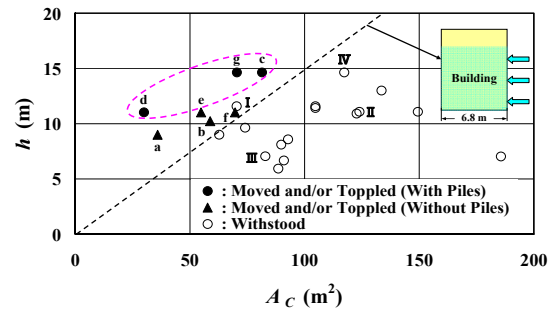 20
15
10
5
0
h (m)
0 50 100 150 200
A_C (m²)
IV
g c
d
e I
b f
a
II
III
Building
6.8 m
● : Moved and/or Toppled (With Piles)
▲ : Moved and/or Toppled (Without Piles)
○ : Withstood